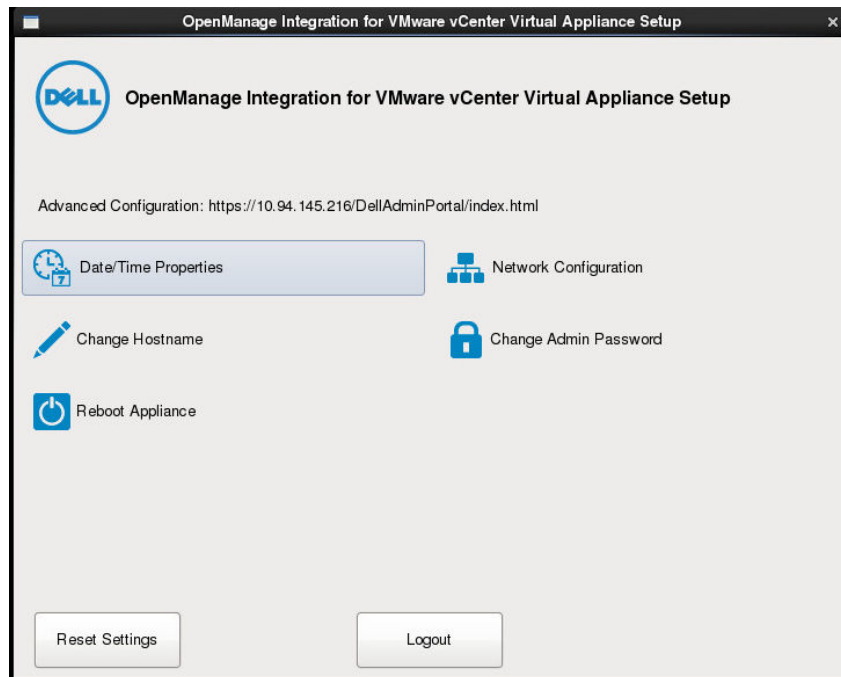 OpenManage Integration for VMware vCenter Virtual Appliance Setup
DELL
OpenManage Integration for VMware vCenter Virtual Appliance Setup
Advanced Configuration: https://10.94.145.216/DellAdminPortal/index.html
7
Date/Time Properties
Network Configuration
Change Hostname
Change Admin Password
Reboot Appliance
Reset Settings
Logout